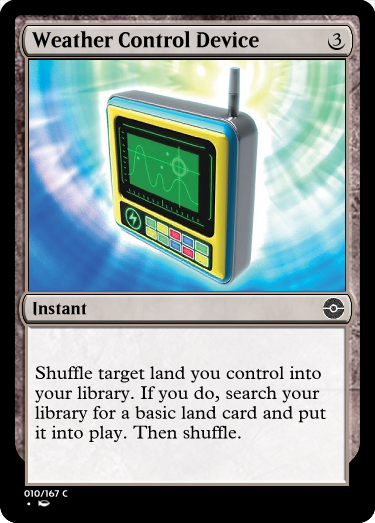 Weather Control Device 3
Instant
Shuffle target land you control into
your library. If you do, search your
library for a basic land card and put
it into play. Then shuffle.
010/167 C